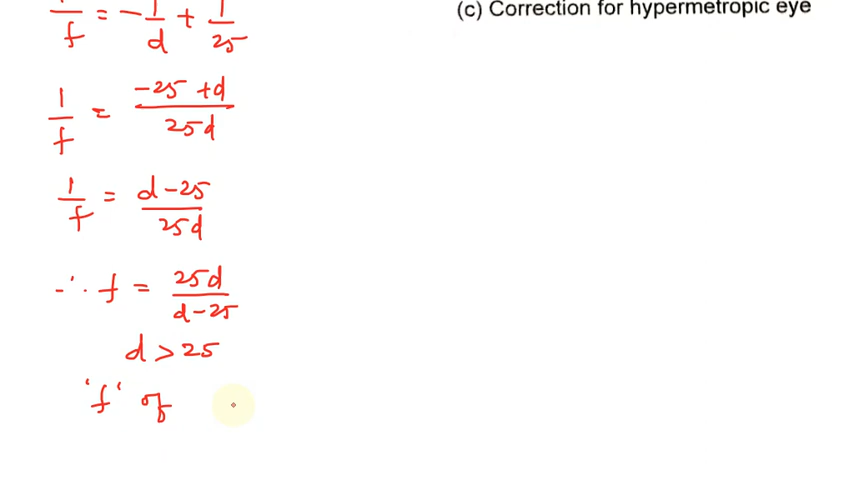 1/f = -1/d + 1/25
(c) Correction for hypermetropic eye
1/f = -25 + d / 25d
1/f = d - 25 / 25d
∴ f = 25d / d - 25
d > 25
'f' of